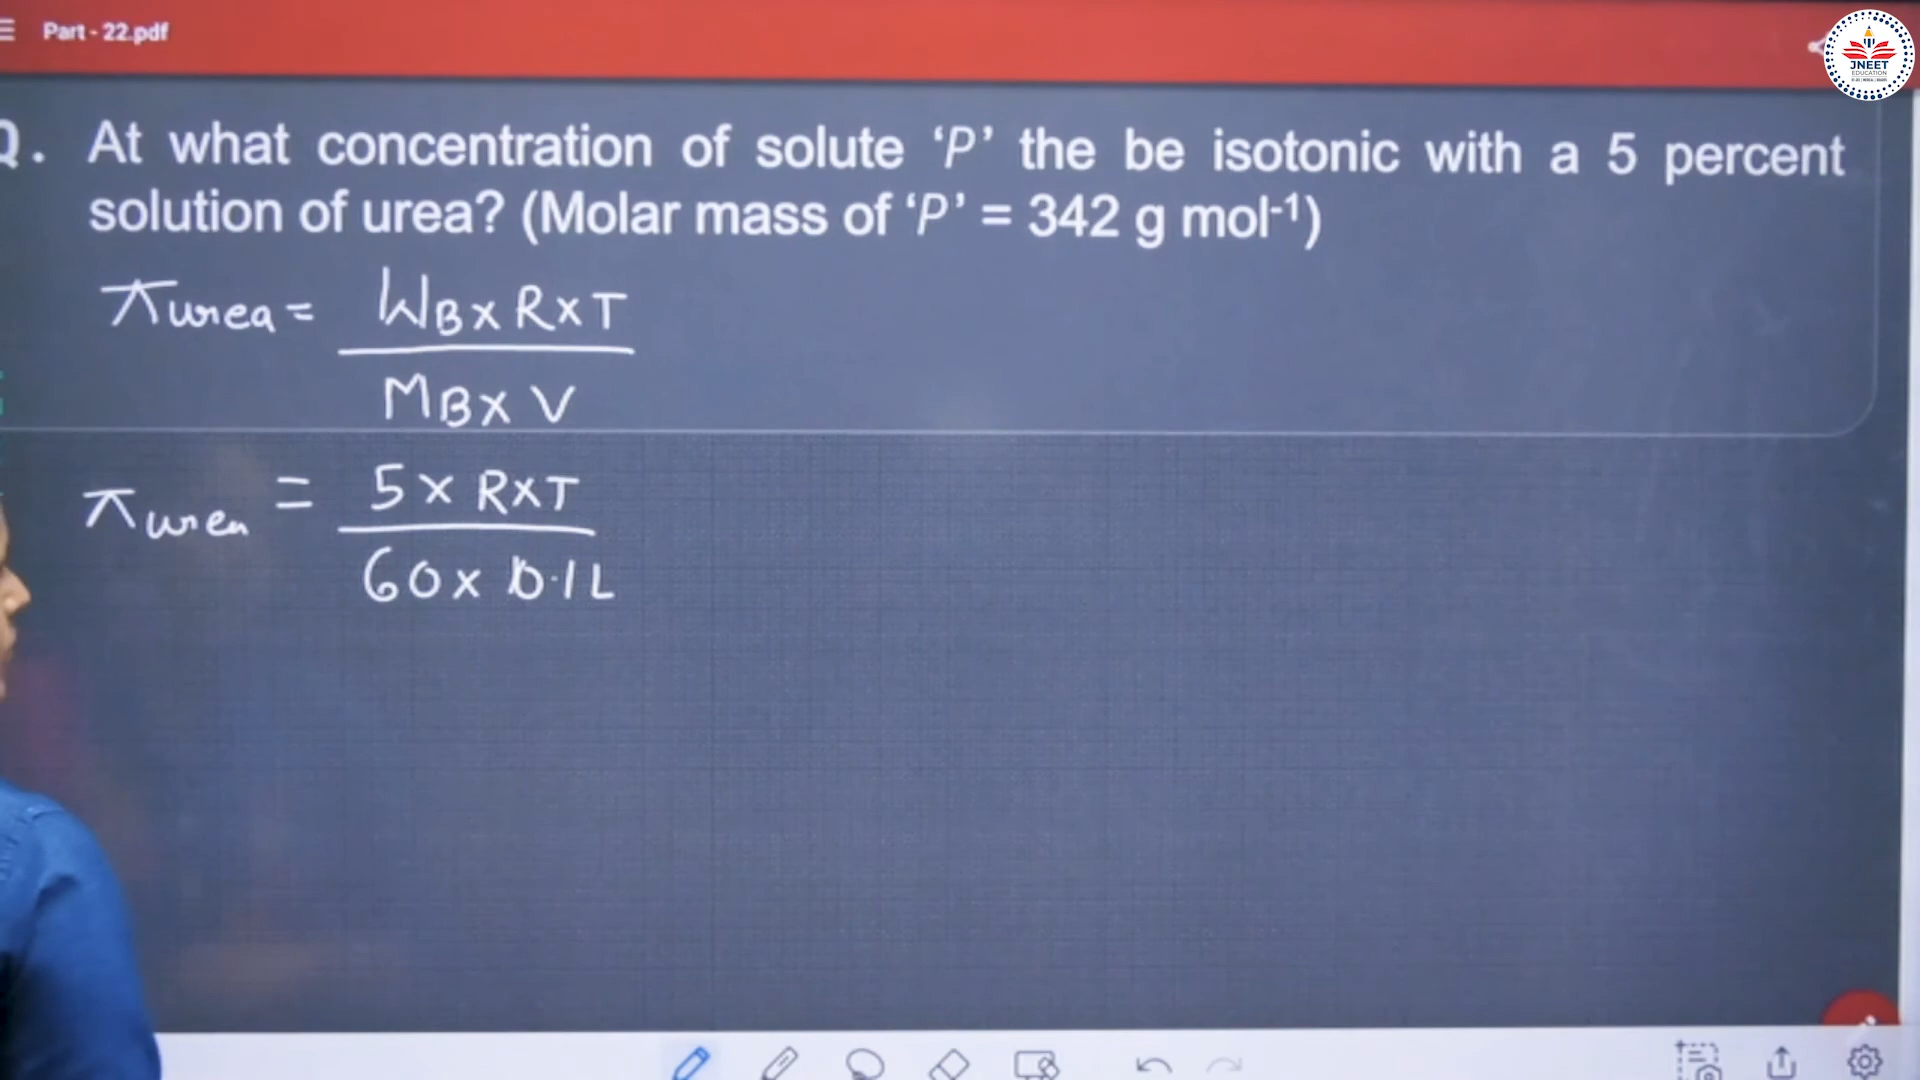 Part - 22.pdf
JNEET
EDUCATION
Q. At what concentration of solute ‘P’ the be isotonic with a 5 percent
solution of urea? (Molar mass of ‘P’ = 342 g mol⁻¹)
πurea = WB x R x T
MB x V
πurea = 5 x R x T
60 x 0.1 L